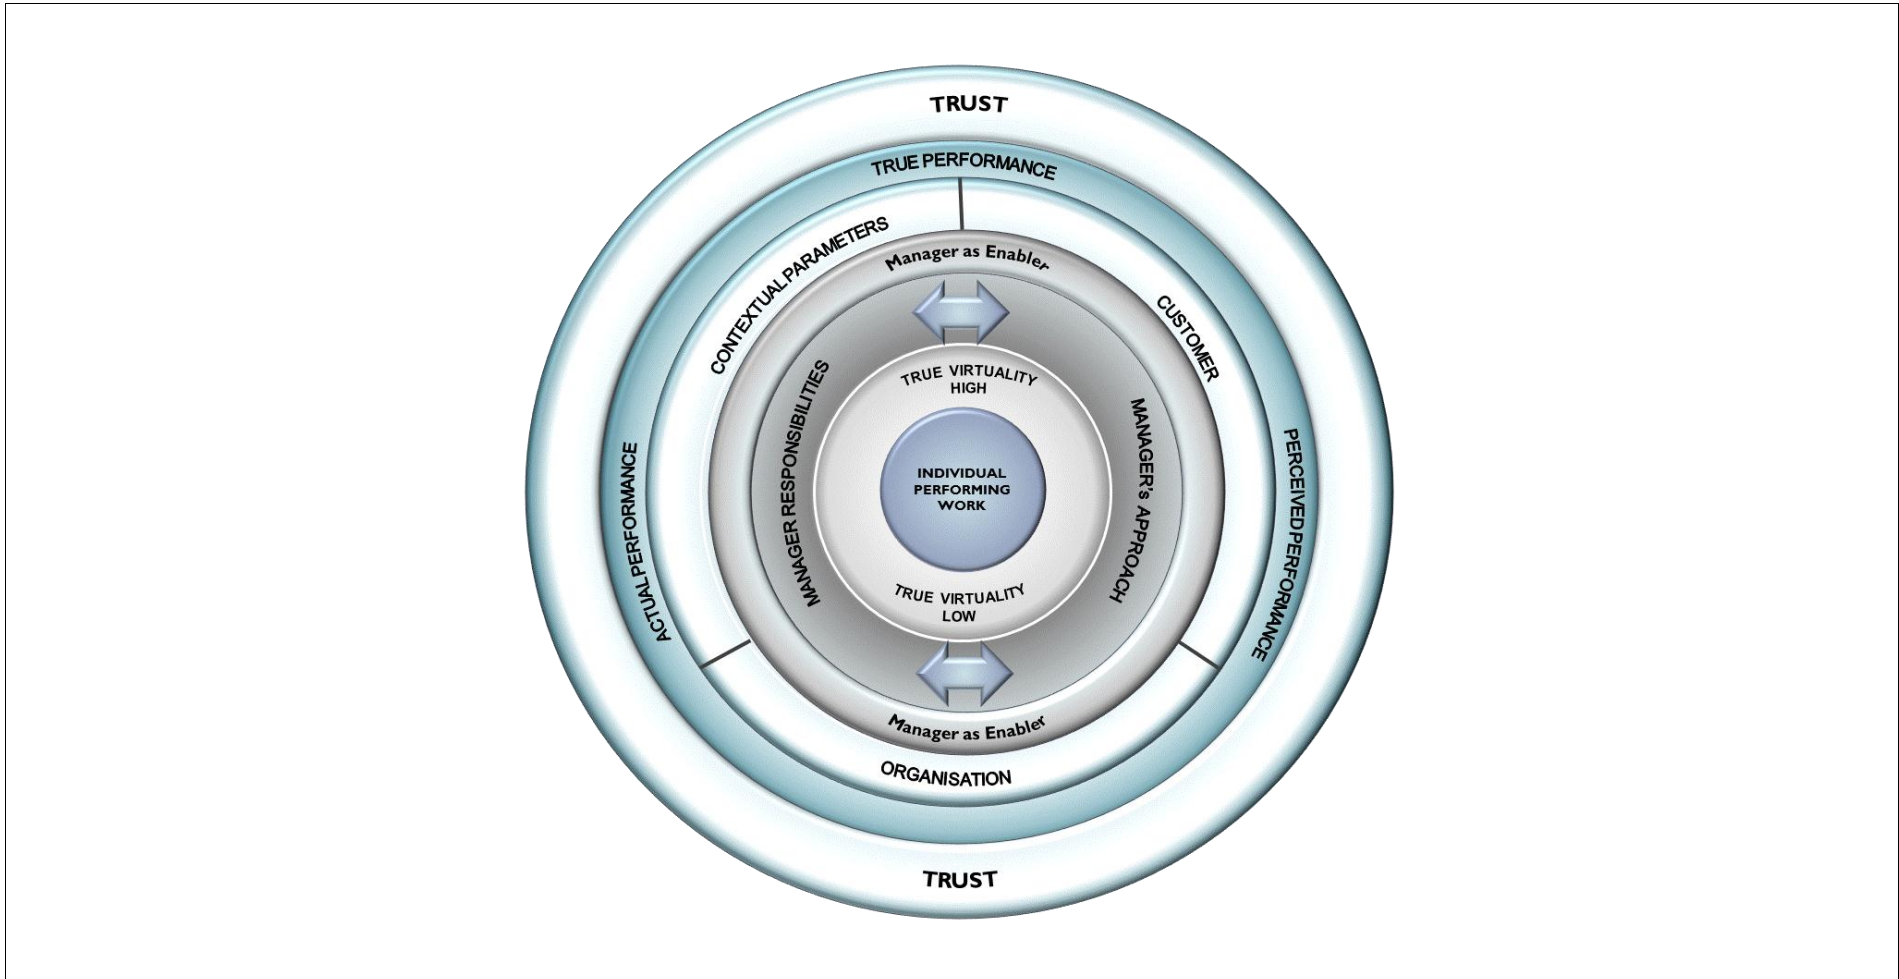 TRUST
TRUE PERFORMANCE
CONTEXTUAL PARAMETERS
Manager as Enabler
CUSTOMER
MANAGER RESPONSIBILITIES
TRUE VIRTUALITY
HIGH
MANAGER's APPROACH
ACTUAL PERFORMANCE
INDIVIDUAL
PERFORMING
WORK
PERCEIVED PERFORMANCE
TRUE VIRTUALITY
LOW
Manager as Enabler
ORGANISATION
TRUST